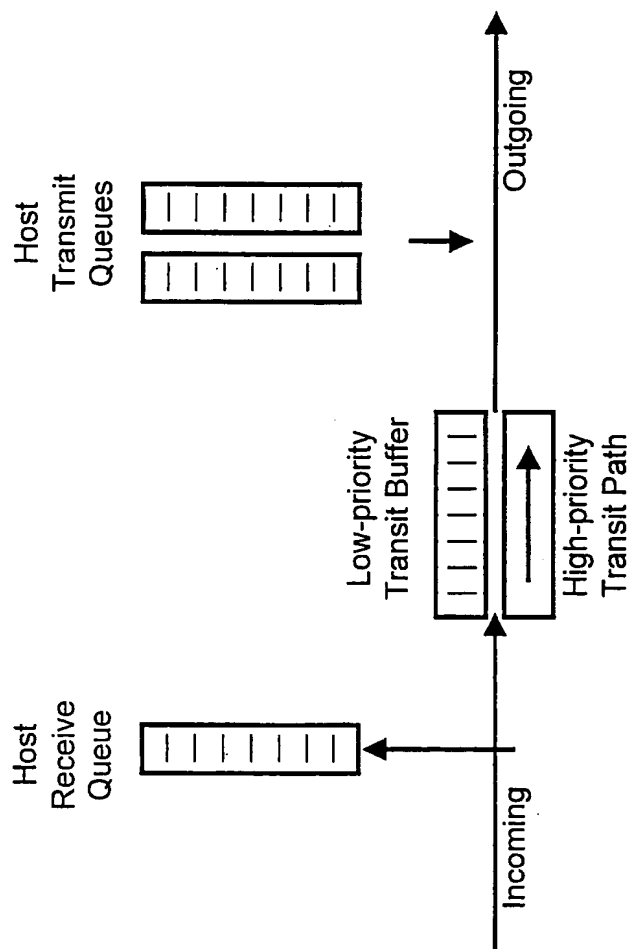 Host
Receive
Queue
Incoming
Low-priority
Transit Buffer
High-priority
Transit Path
Host
Transmit
Queues
Outgoing